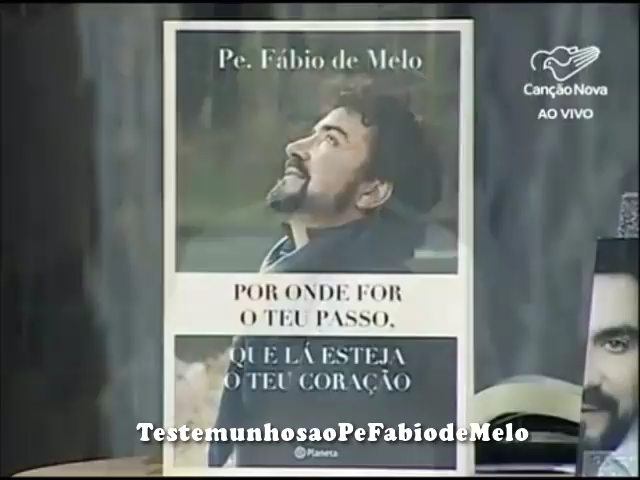 Pe. Fábio de Melo
Canção Nova
AO VIVO
POR ONDE FOR
O TEU PASSO,
QUE LÁ ESTEJA
O TEU CORAÇÃO
TestemunhosaoPeFabiodeMelo
Planeta